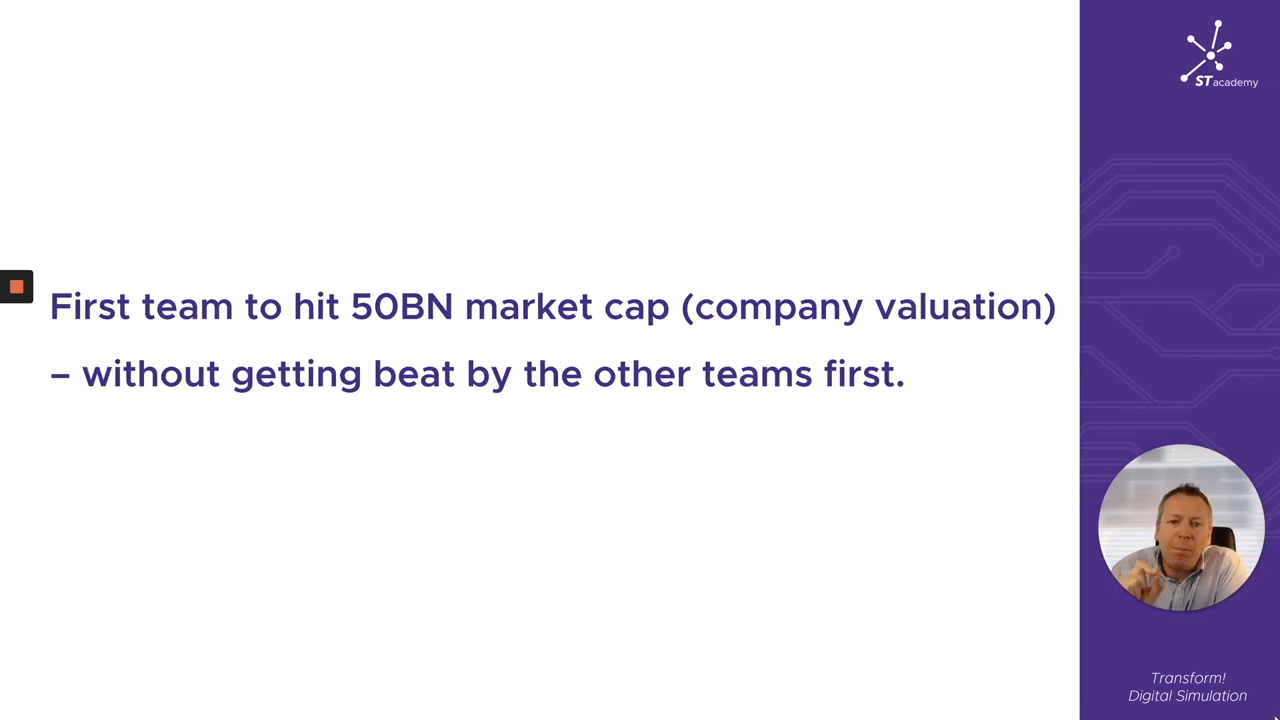 STacademy
First team to hit 50BN market cap (company valuation)
– without getting beat by the other teams first.
Transform!
Digital Simulation